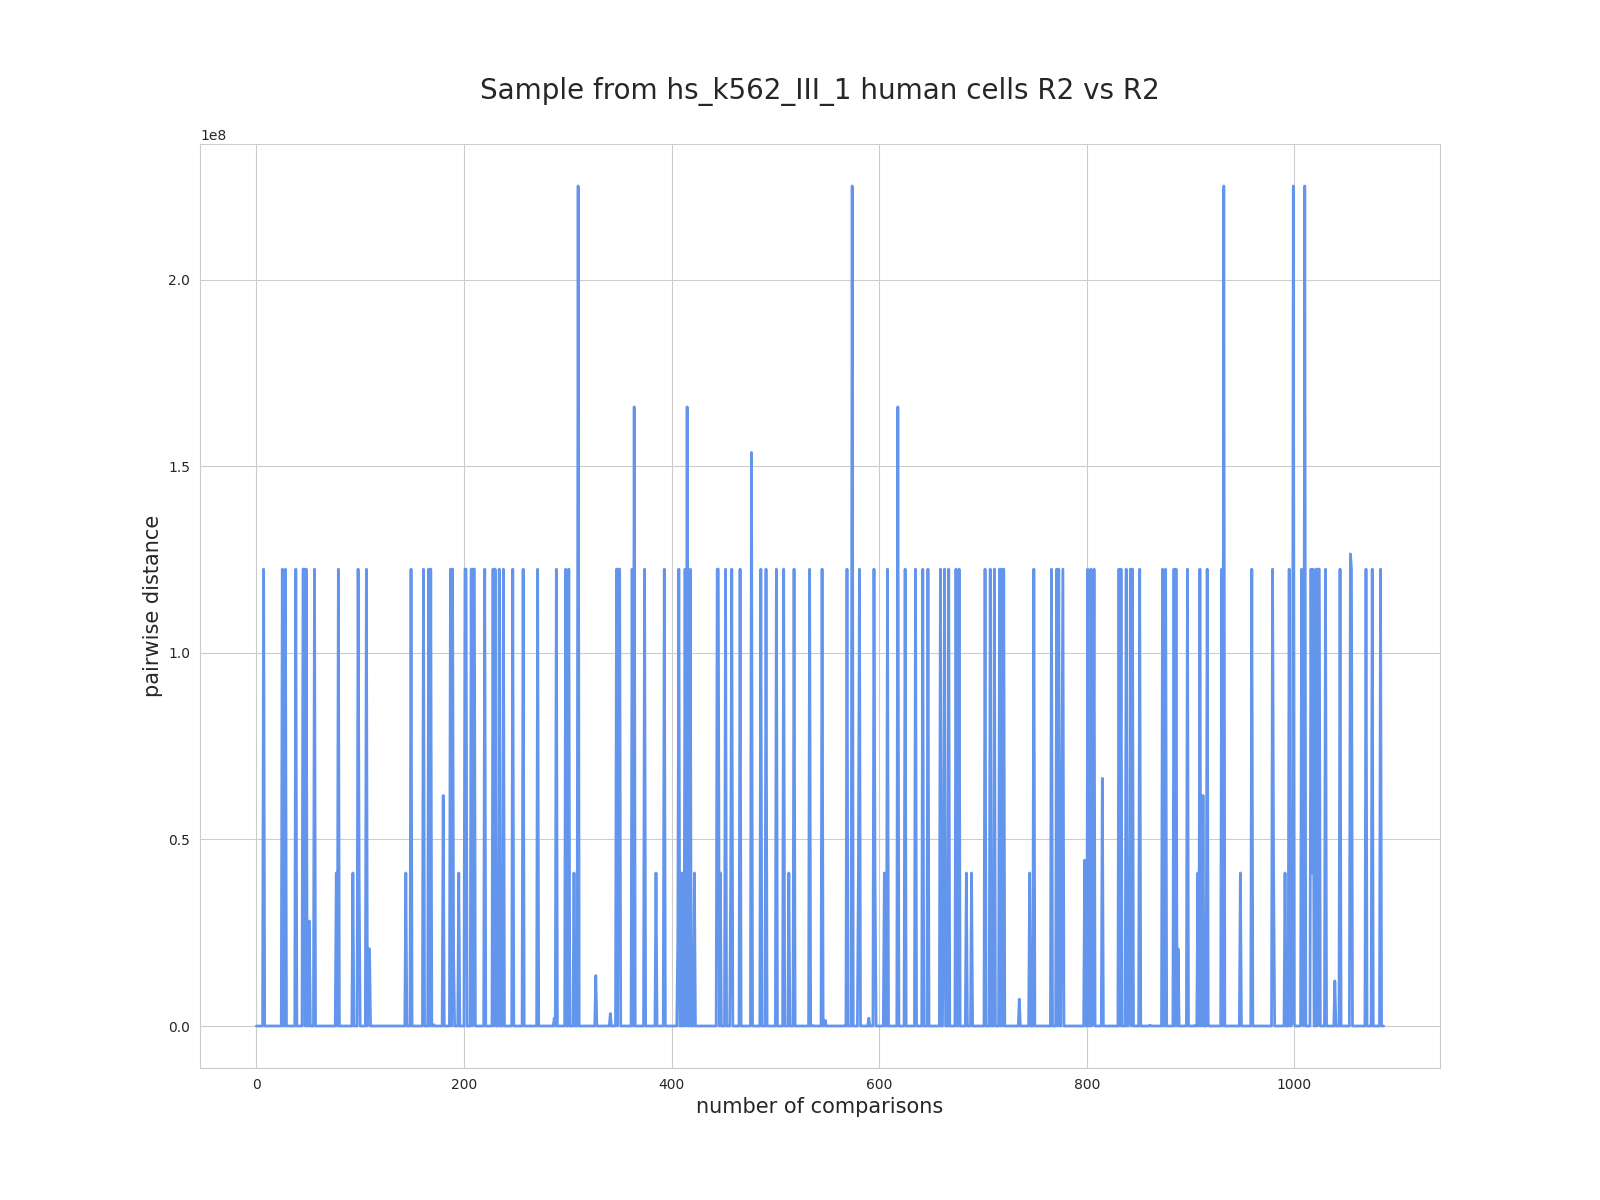 Sample from hs_k562_III_1 human cells R2 vs R2
1e8
2.0
1.5
1.0
0.5
0.0
pairwise distance
0 200 400 600 800 1000
number of comparisons